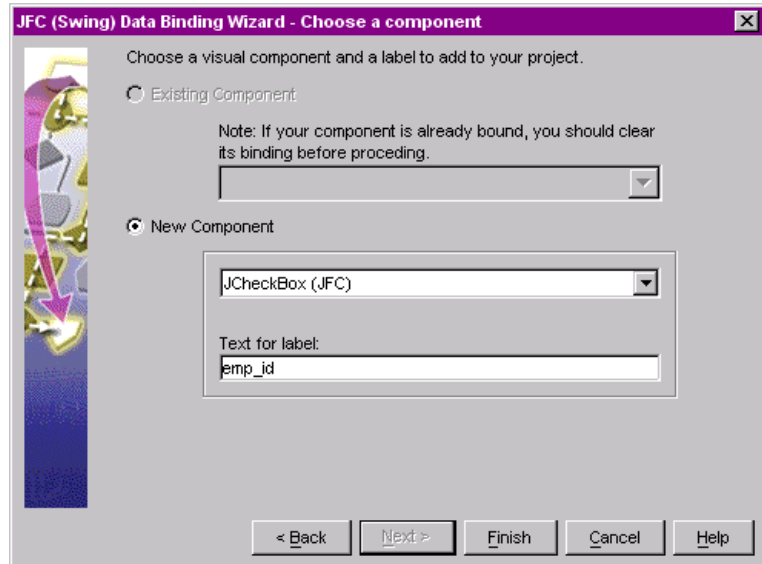 JFC (Swing) Data Binding Wizard - Choose a component
Choose a visual component and a label to add to your project.
Existing Component
Note: If your component is already bound, you should clear
its binding before proceding.
New Component
JCheckBox (JFC)
Text for label:
emp_id
< Back Next > Finish Cancel Help